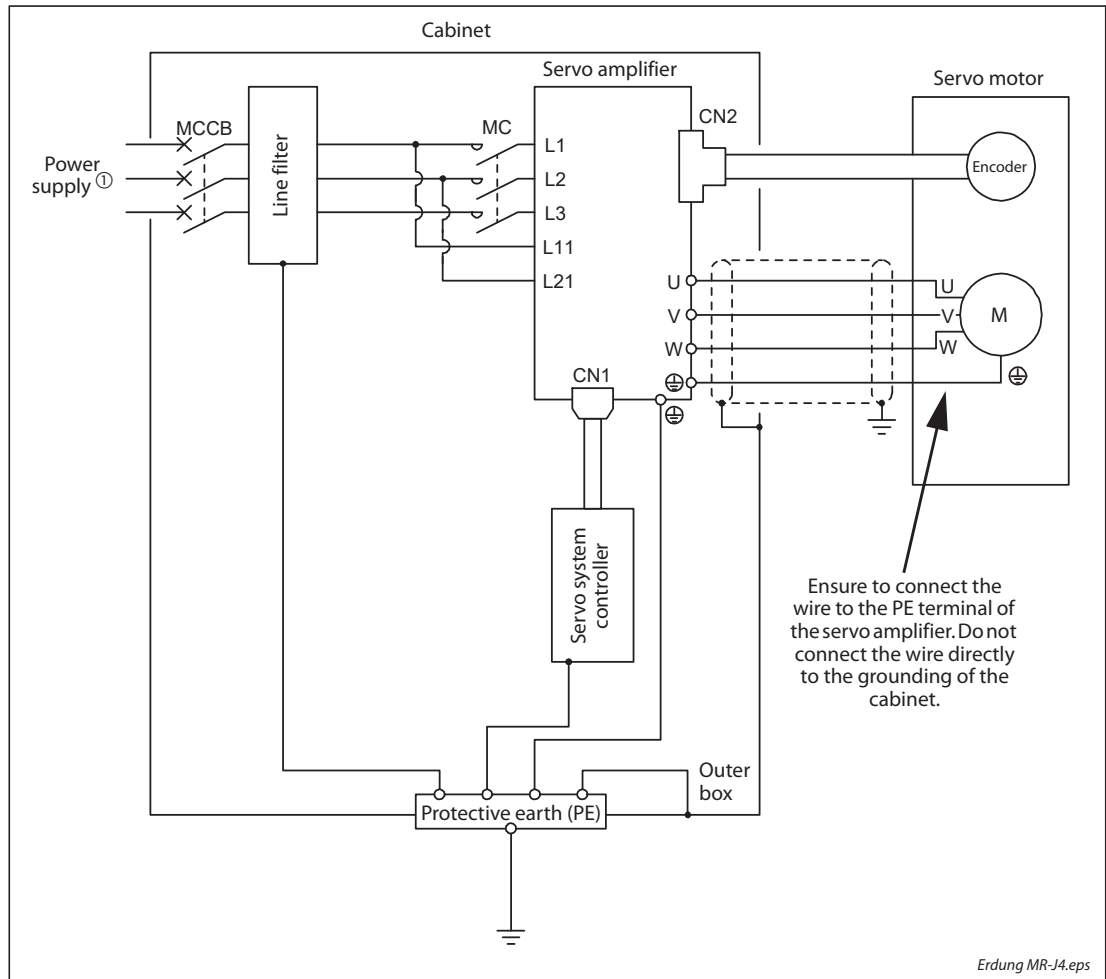 Cabinet
Servo amplifier
Servo motor
MCCB
Line filter
MC
CN2
L1
Power
supply ①
L2
L3
L11
L21
Encoder
U
U
V
V
M
W
W
CN1
Servo system
controller
Ensure to connect the
wire to the PE terminal of
the servo amplifier. Do not
connect the wire directly
to the grounding of the
cabinet.
Outer
box
Protective earth (PE)
Erdung MR-J4.eps